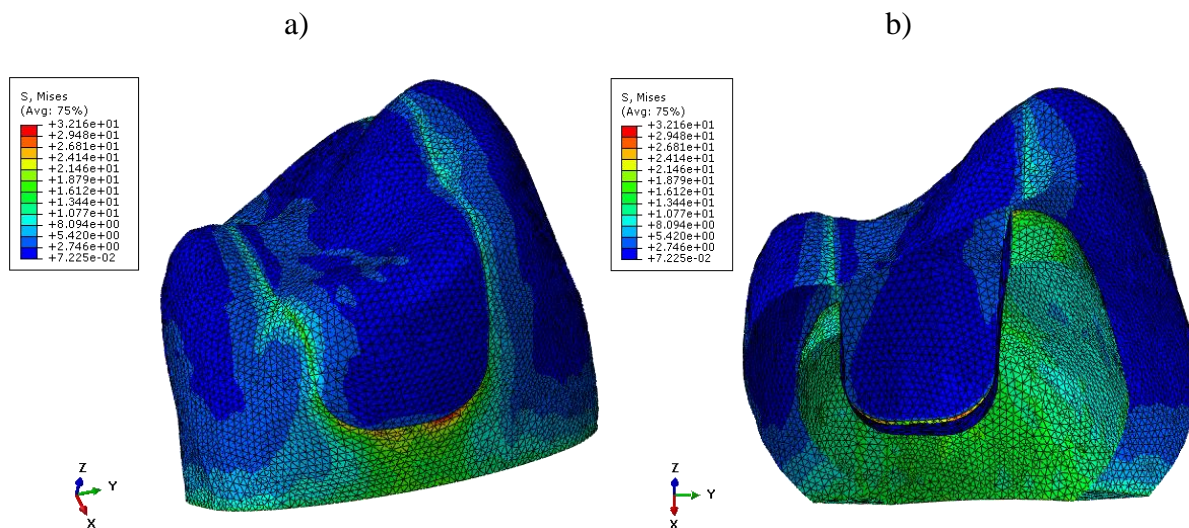 a)
b)
S, Mises
(Avg: 75%)
+3.216e+01
+2.948e+01
+2.681e+01
+2.414e+01
+2.146e+01
+1.879e+01
+1.612e+01
+1.344e+01
+1.077e+01
+8.094e+00
+5.420e+00
+2.746e+00
+7.225e-02
S, Mises
(Avg: 75%)
+3.216e+01
+2.948e+01
+2.681e+01
+2.414e+01
+2.146e+01
+1.879e+01
+1.612e+01
+1.344e+01
+1.077e+01
+8.094e+00
+5.420e+00
+2.746e+00
+7.225e-02
Z
Y
X
Z
Y
X